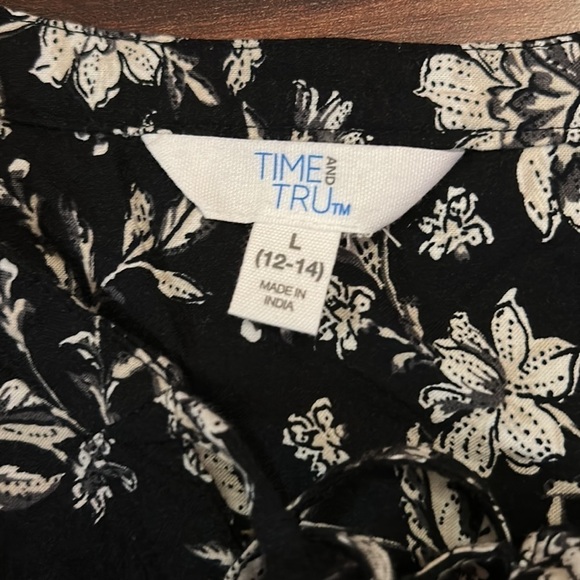 TIME AND
TRU™
L
(12-14)
MADE IN
INDIA